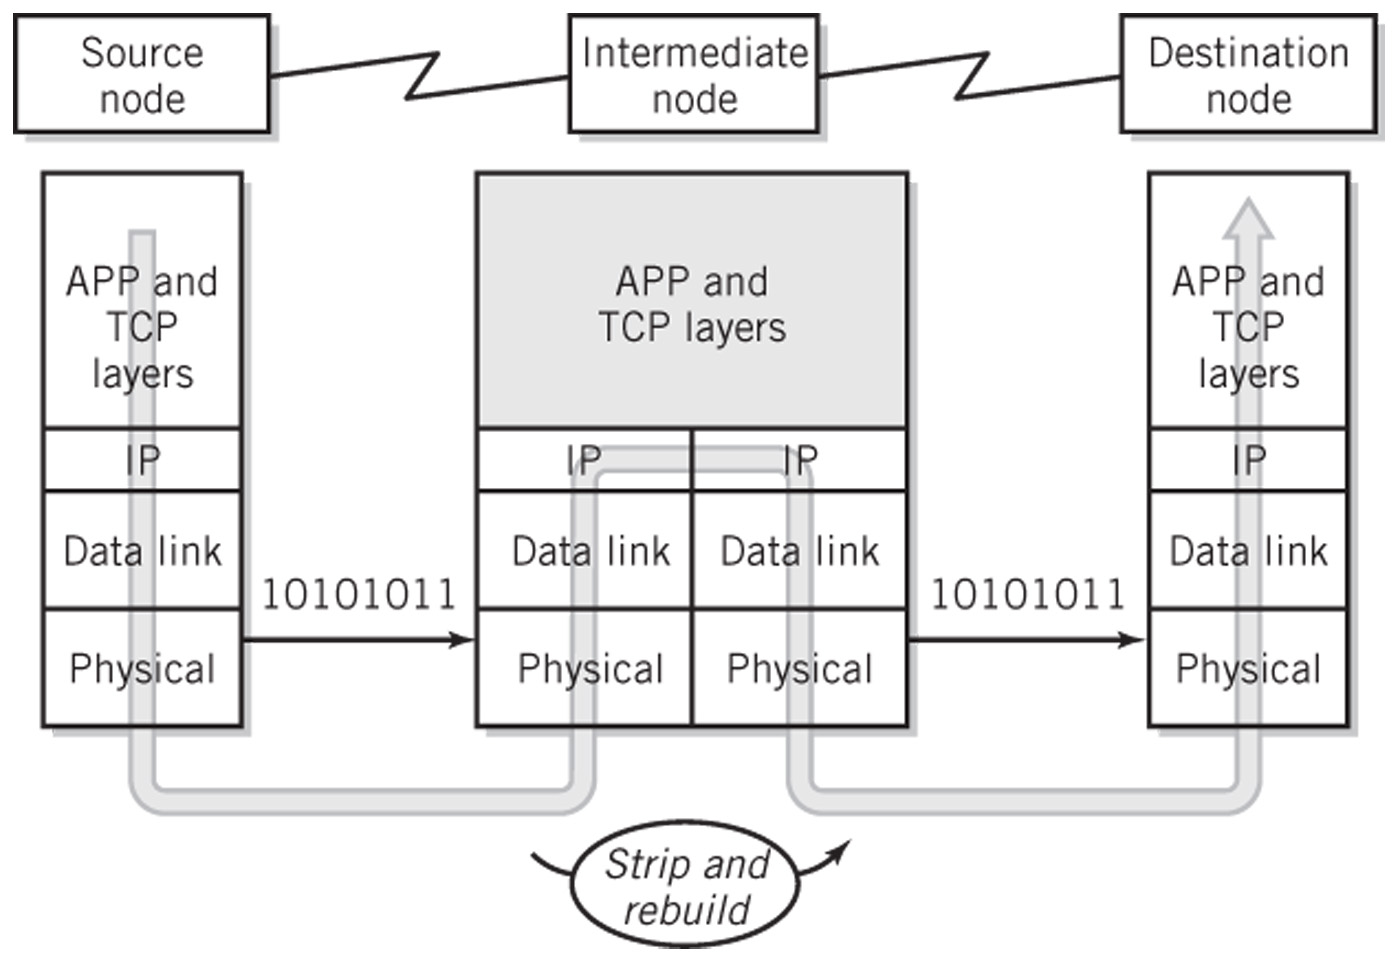 Source
node
Intermediate
node
Destination
node
APP and
TCP
layers
IP
Data link
Physical
10101011
APP and
TCP layers
IP
IP
Data link
Data link
Physical
Physical
10101011
APP and
TCP
layers
IP
Data link
Physical
Strip and
rebuild